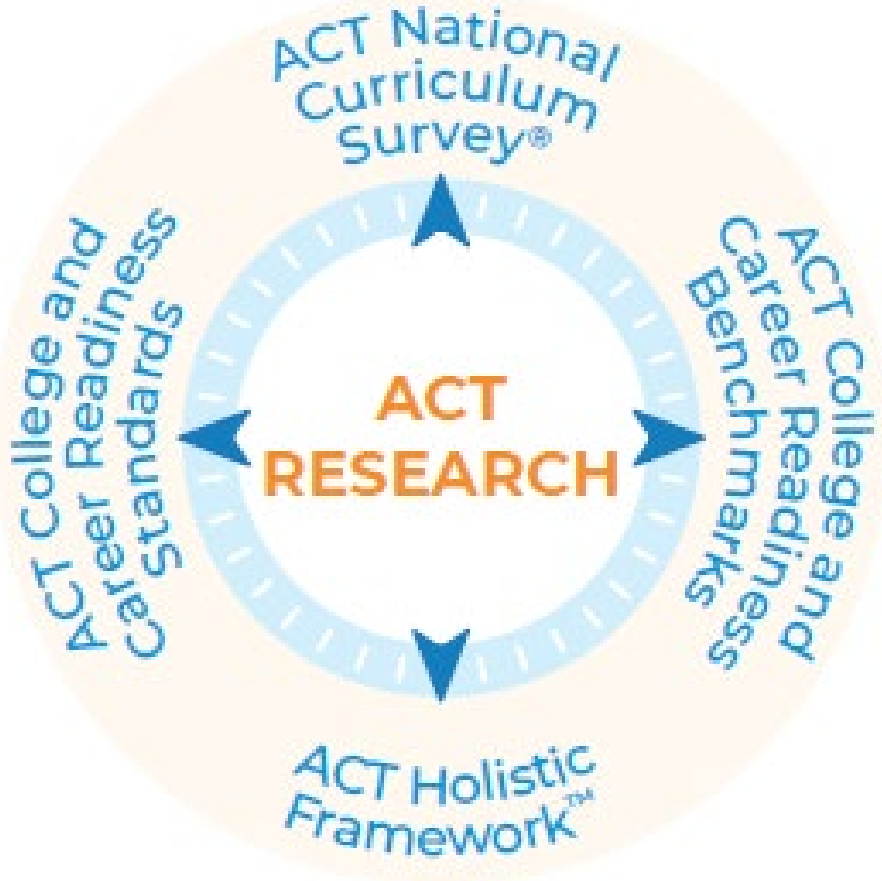 ACT National
Curriculum
Survey®
ACT College and
Career Readiness
Standards
ACT RESEARCH
ACT College and
Career Readiness
Benchmarks
ACT Holistic
Framework™